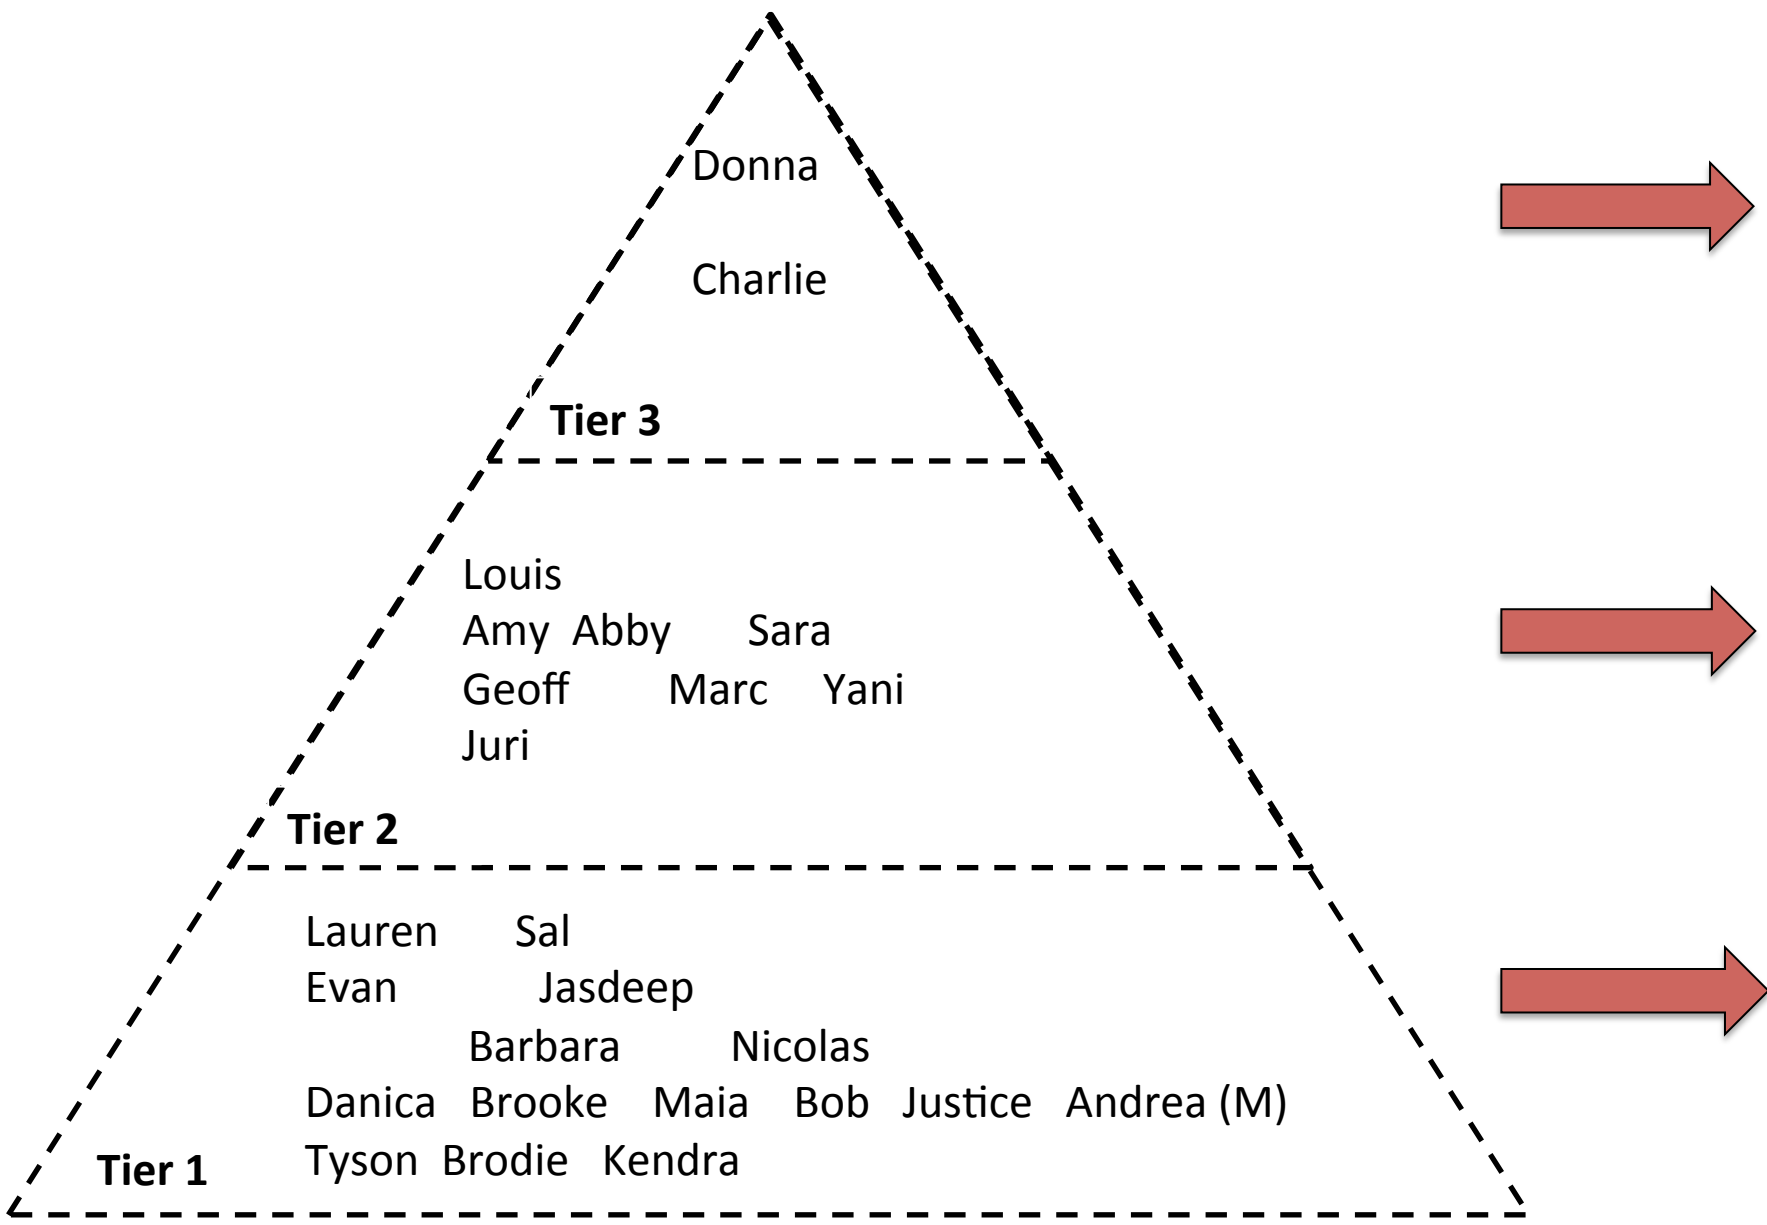 Donna
Charlie
Tier 3
Louis
Amy Abby Sara
Geoff Marc Yani
Juri
Tier 2
Lauren Sal
Evan Jasdeep
Barbara Nicolas
Danica Brooke Maia Bob Justice Andrea (M)
Tyson Brodie Kendra
Tier 1